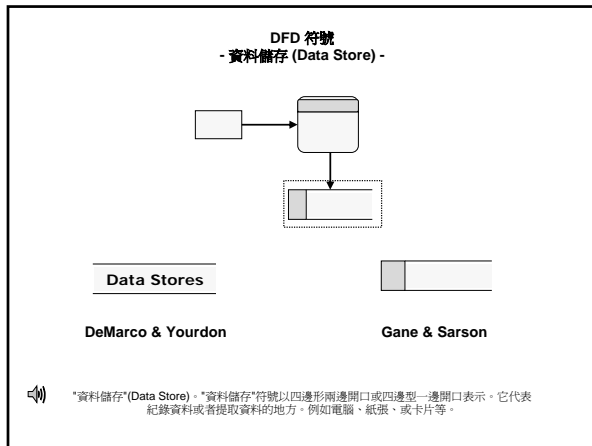 DFD 符號
- 資料儲存 (Data Store) -
Data Stores
DeMarco & Yourdon
Gane & Sarson
"資料儲存"(Data Store)。"資料儲存"符號以四邊形兩邊開口或四邊型一邊開口表示。它代表
紀錄資料或者提取資料的地方。例如電腦、紙張、或卡片等。